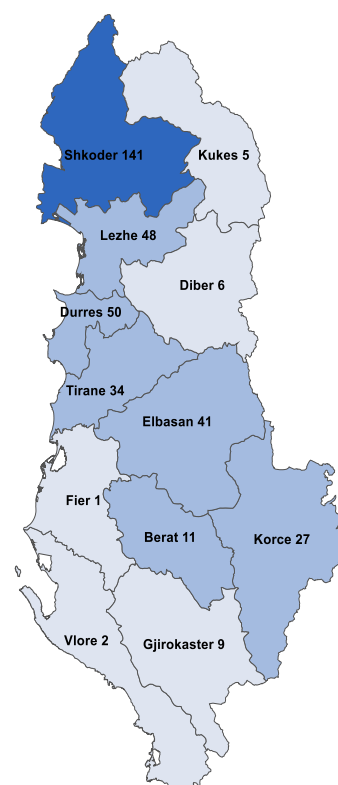 Shkoder 141
Kukes 5
Lezhe 48
Diber 6
Durres 50
Tirane 34
Elbasan 41
Fier 1
Berat 11
Korce 27
Vlore 2
Gjirokaster 9